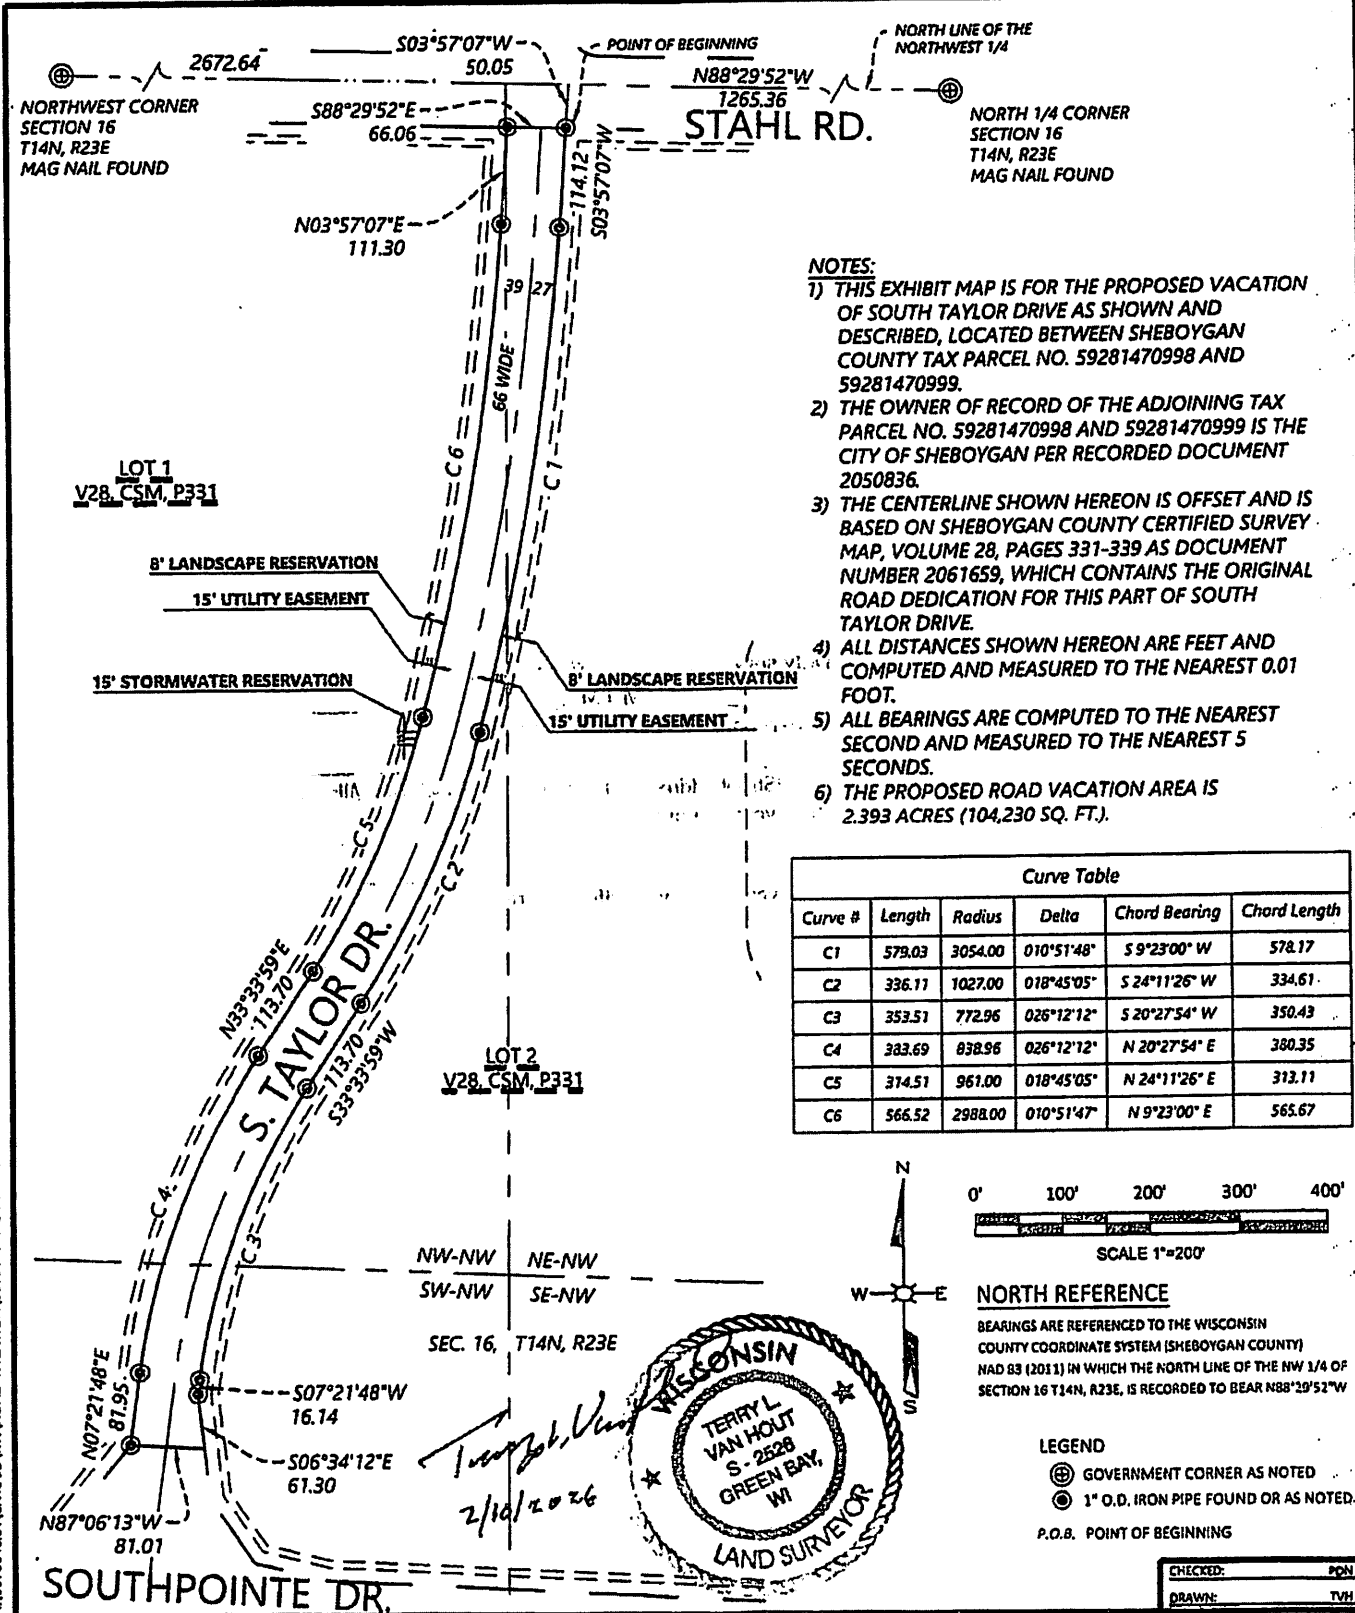 S03°57'07"W
50.05
POINT OF BEGINNING
NORTH LINE OF THE
NORTHWEST 1/4
2672.64
N88°29'52"W
1265.36
NORTHWEST CORNER
SECTION 16
T14N, R23E
MAG NAIL FOUND
S88°29'52"E
66.06
STAHL RD.
NORTH 1/4 CORNER
SECTION 16
T14N, R23E
MAG NAIL FOUND
114.12
S03°57'07"W
N03°57'07"E
111.30
39 27
66 WIDE
C 6
C 1
LOT 1
V28, CSM, P331
8' LANDSCAPE RESERVATION
15' UTILITY EASEMENT
15' STORMWATER RESERVATION
8' LANDSCAPE RESERVATION
15' UTILITY EASEMENT
NOTES:
1) THIS EXHIBIT MAP IS FOR THE PROPOSED VACATION
OF SOUTH TAYLOR DRIVE AS SHOWN AND
DESCRIBED, LOCATED BETWEEN SHEBOYGAN
COUNTY TAX PARCEL NO. 59281470998 AND
59281470999.
2) THE OWNER OF RECORD OF THE ADJOINING TAX
PARCEL NO. 59281470998 AND 59281470999 IS THE
CITY OF SHEBOYGAN PER RECORDED DOCUMENT
2050836.
3) THE CENTERLINE SHOWN HEREON IS OFFSET AND IS
BASED ON SHEBOYGAN COUNTY CERTIFIED SURVEY
MAP, VOLUME 28, PAGES 331-339 AS DOCUMENT
NUMBER 2061659, WHICH CONTAINS THE ORIGINAL
ROAD DEDICATION FOR THIS PART OF SOUTH
TAYLOR DRIVE.
4) ALL DISTANCES SHOWN HEREON ARE FEET AND
COMPUTED AND MEASURED TO THE NEAREST 0.01
FOOT.
5) ALL BEARINGS ARE COMPUTED TO THE NEAREST
SECOND AND MEASURED TO THE NEAREST 5
SECONDS.
6) THE PROPOSED ROAD VACATION AREA IS
2.393 ACRES (104,230 SQ. FT.).
C 5
C 2
N33°33'59"E
113.70
S. TAYLOR DR.
113.70
S33°33'59"W
LOT 2
V28, CSM, P331
C 4
C 3
Curve Table
Curve # Length Radius Delta Chord Bearing Chord Length
C1 579.03 3054.00 010°51'48" S 9°23'00" W 578.17
C2 336.11 1027.00 018°45'05" S 24°11'26" W 334.61
C3 353.51 772.96 026°12'12" S 20°27'54" W 350.43
C4 383.69 838.96 026°12'12" N 20°27'54" E 380.35
C5 314.51 961.00 018°45'05" N 24°11'26" E 313.11
C6 566.52 2988.00 010°51'47" N 9°23'00" E 565.67
N
W E
S
0' 100' 200' 300' 400'
SCALE 1"=200'
NW-NW NE-NW
SW-NW SE-NW
SEC. 16, T14N, R23E
NORTH REFERENCE
BEARINGS ARE REFERENCED TO THE WISCONSIN
COUNTY COORDINATE SYSTEM (SHEBOYGAN COUNTY)
NAD 83 (2011) IN WHICH THE NORTH LINE OF THE NW 1/4 OF
SECTION 16 T14N, R23E, IS RECORDED TO BEAR N88°29'52"W
N07°21'48"E
81.95
S07°21'48"W
16.14
S06°34'12"E
61.30
N87°06'13"W
81.01
2/10/2026
WISCONSIN
TERRY L.
VAN HOUT
S - 2526
GREEN BAY,
WI
LAND SURVEYOR
LEGEND
GOVERNMENT CORNER AS NOTED
1" O.D. IRON PIPE FOUND OR AS NOTED.
P.O.B. POINT OF BEGINNING
SOUTHPOINTE DR.
CHECKED: PDN
DRAWN: TVH